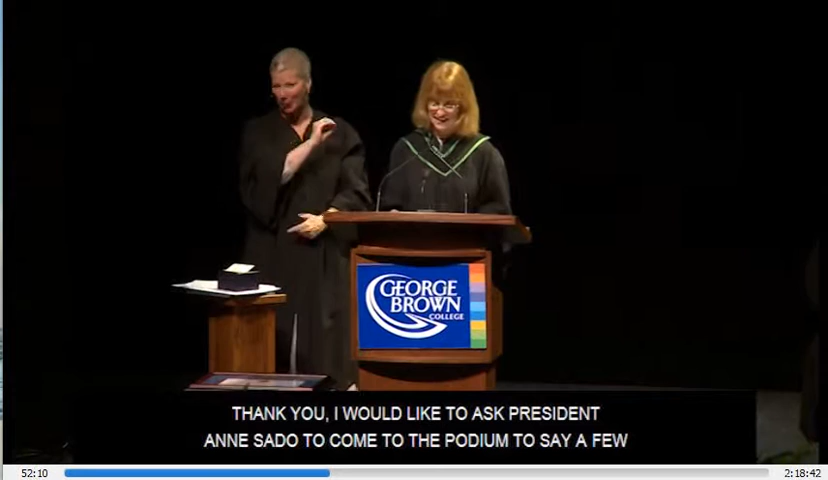 GEORGE
BROWN
COLLEGE
THANK YOU, I WOULD LIKE TO ASK PRESIDENT
ANNE SADO TO COME TO THE PODIUM TO SAY A FEW
52:10
2:18:42